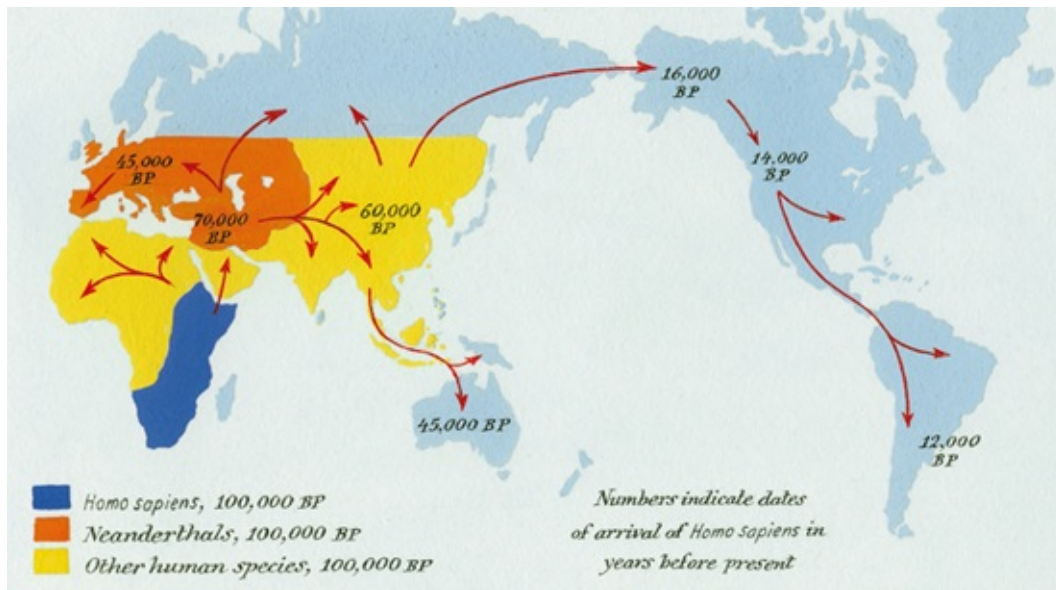 16,000
BP
45,000
BP
14,000
BP
70,000
BP
60,000
BP
45,000 BP
12,000
BP
Homo sapiens, 100,000 BP
Neanderthals, 100,000 BP
Other human species, 100,000 BP
Numbers indicate dates
of arrival of Homo sapiens in
years before present